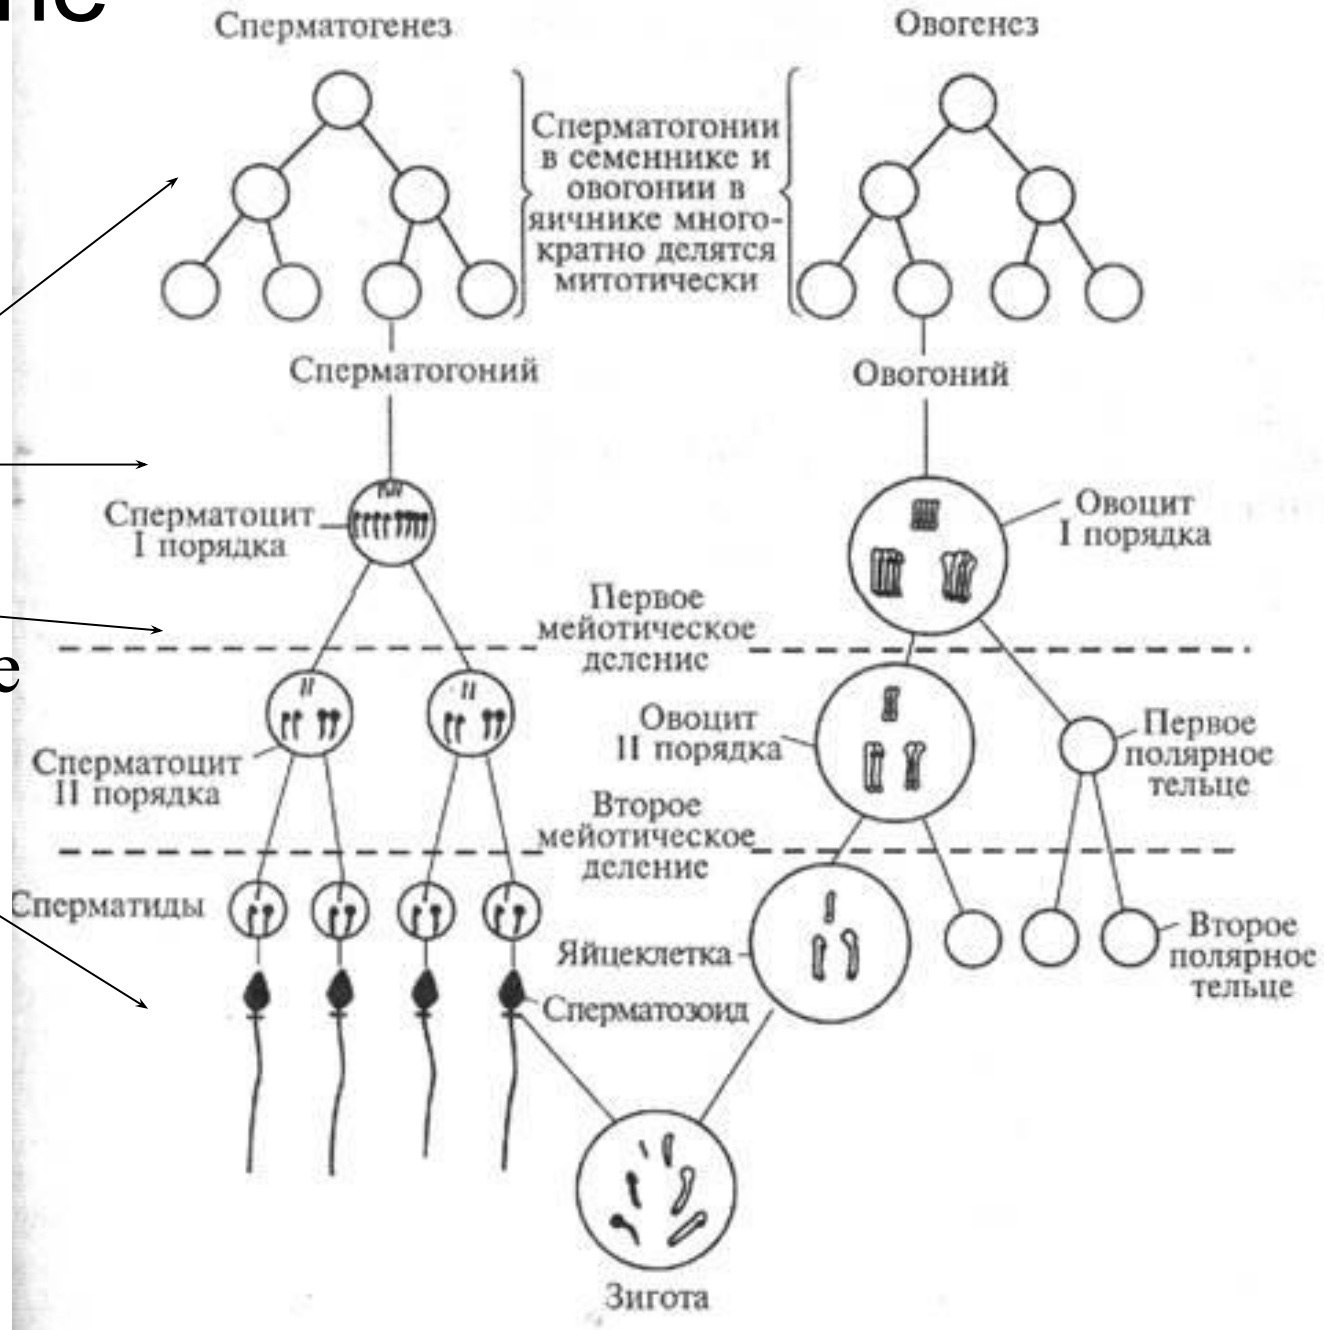 Сперматогенез
Овогенез
Сперматогонии
в семеннике и
овогонии в
яичнике много-
кратно делятся
митотически
Сперматогоний
Овогоний
Сперматоцит
I порядка
Овоцит
I порядка
Первое
мейотическое
деление
Сперматоцит
II порядка
Овоцит
II порядка
Первое
полярное
тельце
Второе
мейотическое
деление
Сперматиды
Яйцеклетка
Второе
полярное
тельце
Сперматозоид
Зигота